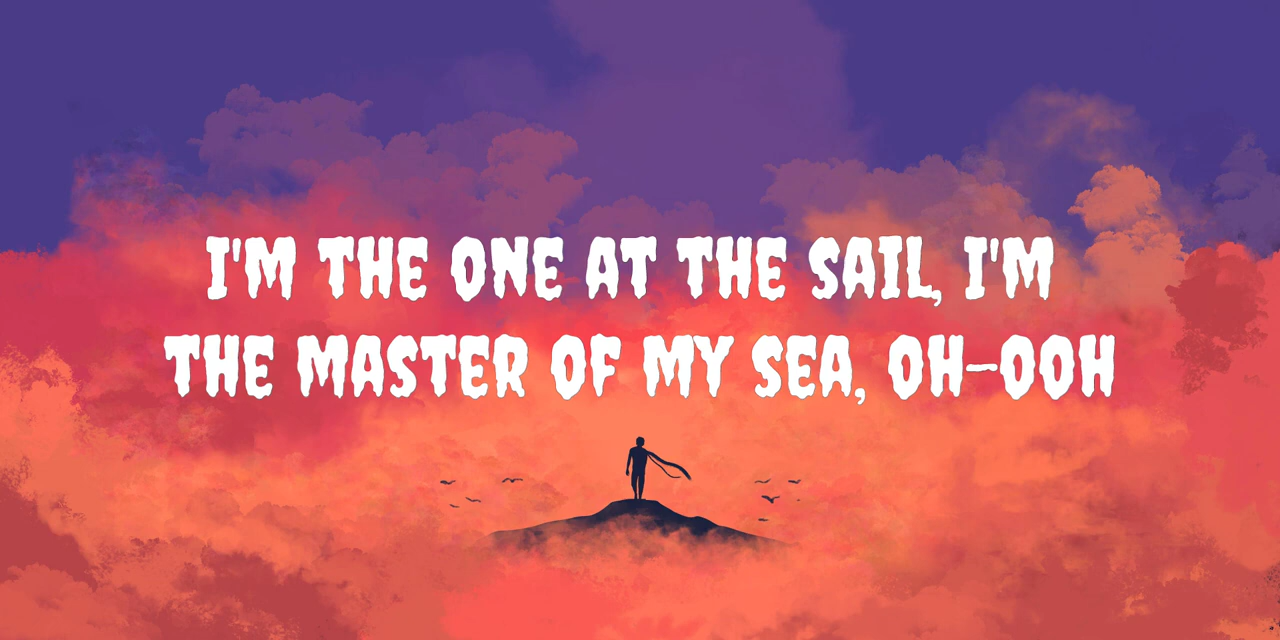 I'M THE ONE AT THE SAIL, I'M
THE MASTER OF MY SEA, OH-OOH